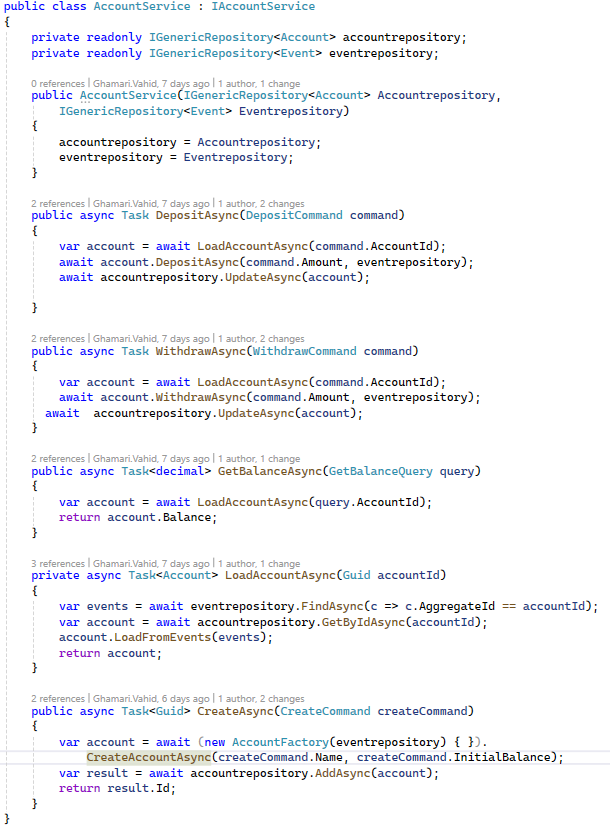 public class AccountService : IAccountService
{
    private readonly IGenericRepository<Account> accountrepository;
    private readonly IGenericRepository<Event> eventrepository;
    0 references | Ghamari.Vahid, 7 days ago | 1 author, 1 change
    public AccountService(IGenericRepository<Account> Accountrepository,
        IGenericRepository<Event> Eventrepository)
    {
        accountrepository = Accountrepository;
        eventrepository = Eventrepository;
    }
    2 references | Ghamari.Vahid, 7 days ago | 1 author, 2 changes
    public async Task DepositAsync(DepositCommand command)
    {
        var account = await LoadAccountAsync(command.AccountId);
        await account.DepositAsync(command.Amount, eventrepository);
        await accountrepository.UpdateAsync(account);
    }
    2 references | Ghamari.Vahid, 7 days ago | 1 author, 2 changes
    public async Task WithdrawAsync(WithdrawCommand command)
    {
        var account = await LoadAccountAsync(command.AccountId);
        await account.WithdrawAsync(command.Amount, eventrepository);
      await  accountrepository.UpdateAsync(account);
    }
    2 references | Ghamari.Vahid, 7 days ago | 1 author, 1 change
    public async Task<decimal> GetBalanceAsync(GetBalanceQuery query)
    {
        var account = await LoadAccountAsync(query.AccountId);
        return account.Balance;
    }
    3 references | Ghamari.Vahid, 7 days ago | 1 author, 1 change
    private async Task<Account> LoadAccountAsync(Guid accountId)
    {
        var events = await eventrepository.FindAsync(c => c.AggregateId == accountId);
        var account = await accountrepository.GetByIdAsync(accountId);
        account.LoadFromEvents(events);
        return account;
    }
    2 references | Ghamari.Vahid, 6 days ago | 1 author, 2 changes
    public async Task<Guid> CreateAsync(CreateCommand createCommand)
    {
        var account = await (new AccountFactory(eventrepository) { }).
            CreateAccountAsync(createCommand.Name, createCommand.InitialBalance);
        var result = await accountrepository.AddAsync(account);
        return result.Id;
    }
}